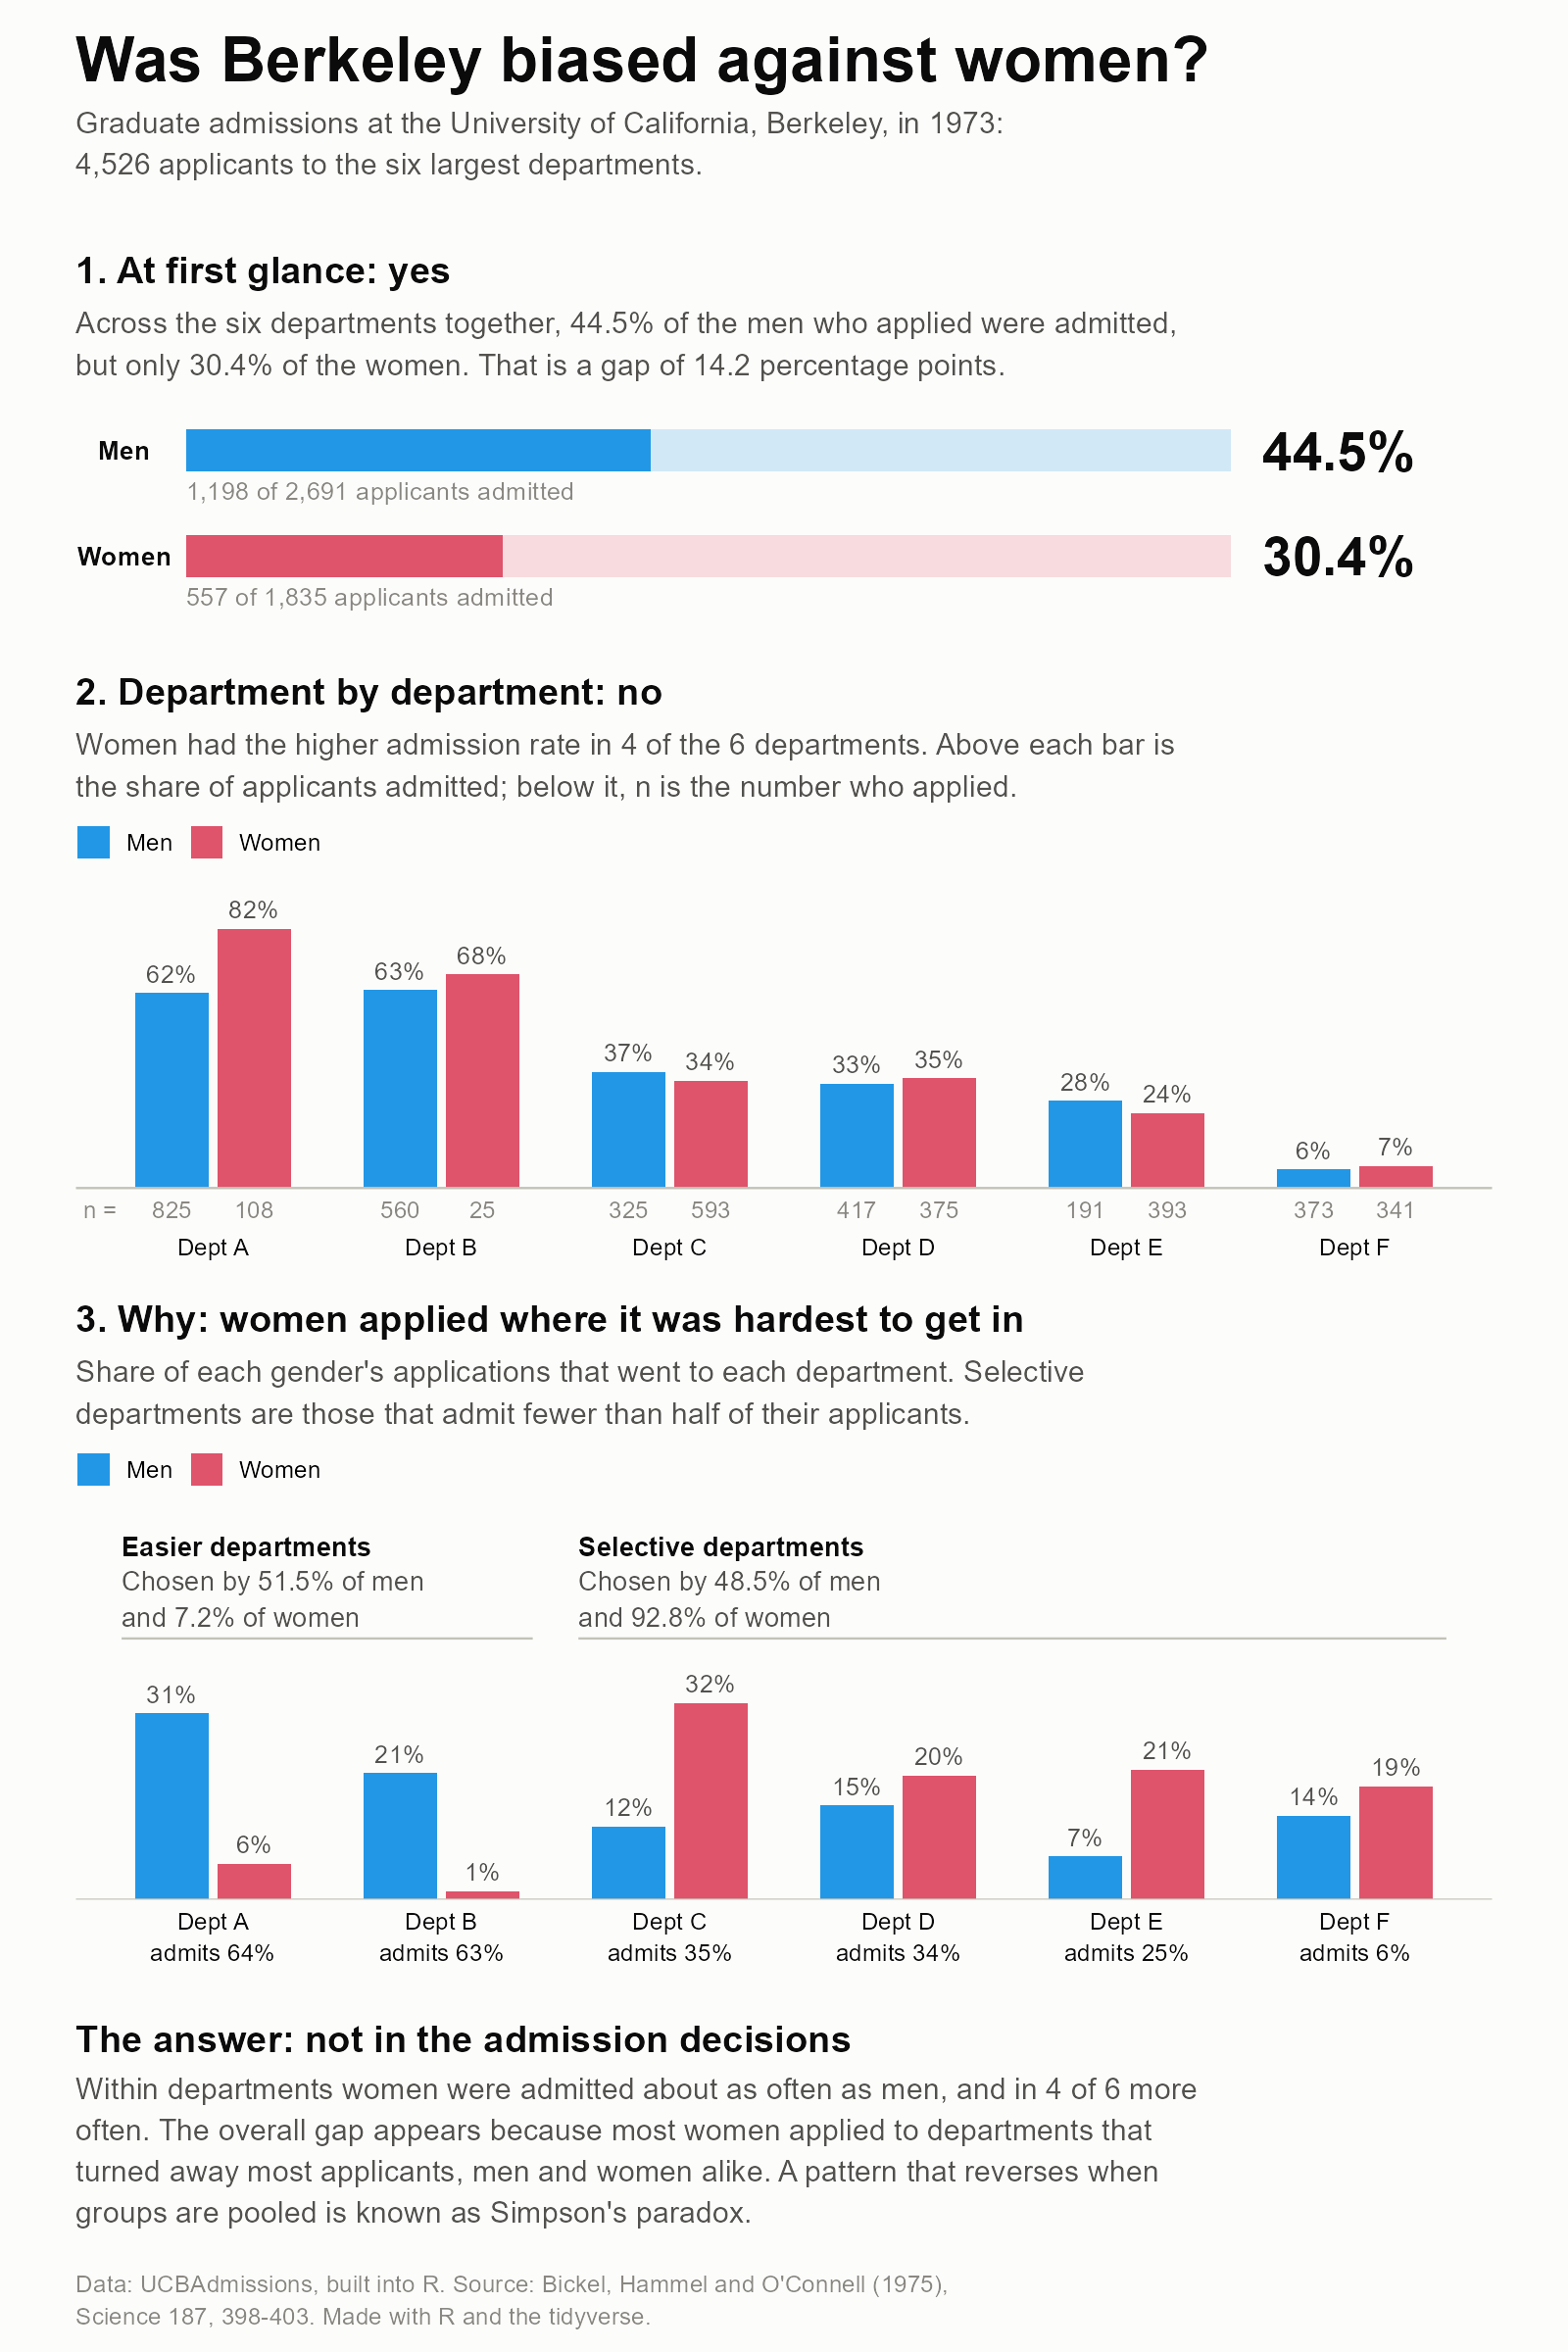 Was Berkeley biased against women?
Graduate admissions at the University of California, Berkeley, in 1973:
4,526 applicants to the six largest departments.
1. At first glance: yes
Across the six departments together, 44.5% of the men who applied were admitted,
but only 30.4% of the women. That is a gap of 14.2 percentage points.
Men 44.5%
1,198 of 2,691 applicants admitted
Women 30.4%
557 of 1,835 applicants admitted
2. Department by department: no
Women had the higher admission rate in 4 of the 6 departments. Above each bar is
the share of applicants admitted; below it, n is the number who applied.
Men Women
62% 82% 63% 68% 37% 34% 33% 35% 28% 24% 6% 7%
n = 825 108 560 25 325 593 417 375 191 393 373 341
Dept A Dept B Dept C Dept D Dept E Dept F
3. Why: women applied where it was hardest to get in
Share of each gender's applications that went to each department. Selective
departments are those that admit fewer than half of their applicants.
Men Women
Easier departments
Chosen by 51.5% of men
and 7.2% of women
Selective departments
Chosen by 48.5% of men
and 92.8% of women
31% 6% 21% 1% 12% 32% 15% 20% 7% 21% 14% 19%
Dept A Dept B Dept C Dept D Dept E Dept F
admits 64% admits 63% admits 35% admits 34% admits 25% admits 6%
The answer: not in the admission decisions
Within departments women were admitted about as often as men, and in 4 of 6 more
often. The overall gap appears because most women applied to departments that
turned away most applicants, men and women alike. A pattern that reverses when
groups are pooled is known as Simpson's paradox.
Data: UCBAdmissions, built into R. Source: Bickel, Hammel and O'Connell (1975),
Science 187, 398-403. Made with R and the tidyverse.